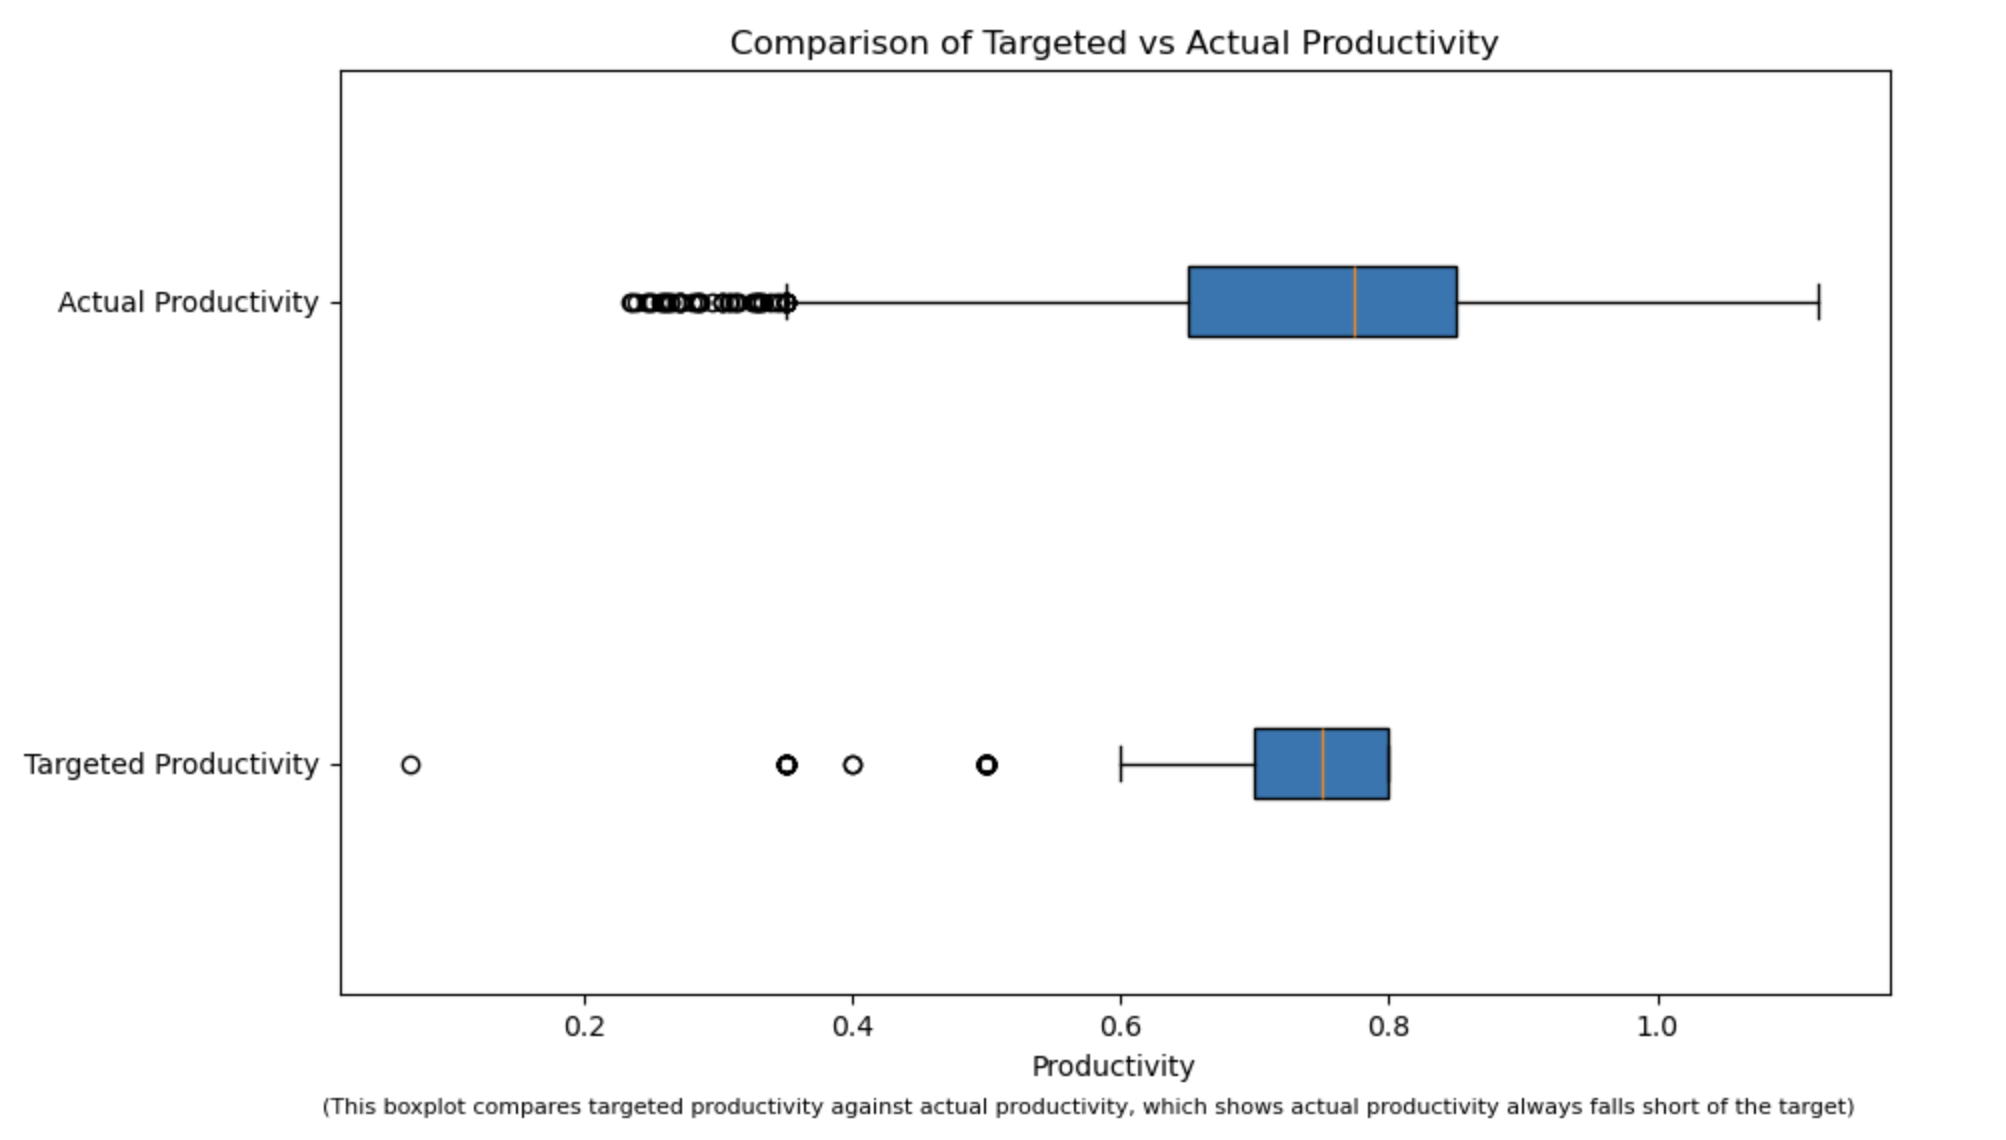 Comparison of Targeted vs Actual Productivity
Actual Productivity
Targeted Productivity
0.2 0.4 0.6 0.8 1.0
Productivity
(This boxplot compares targeted productivity against actual productivity, which shows actual productivity always falls short of the target)